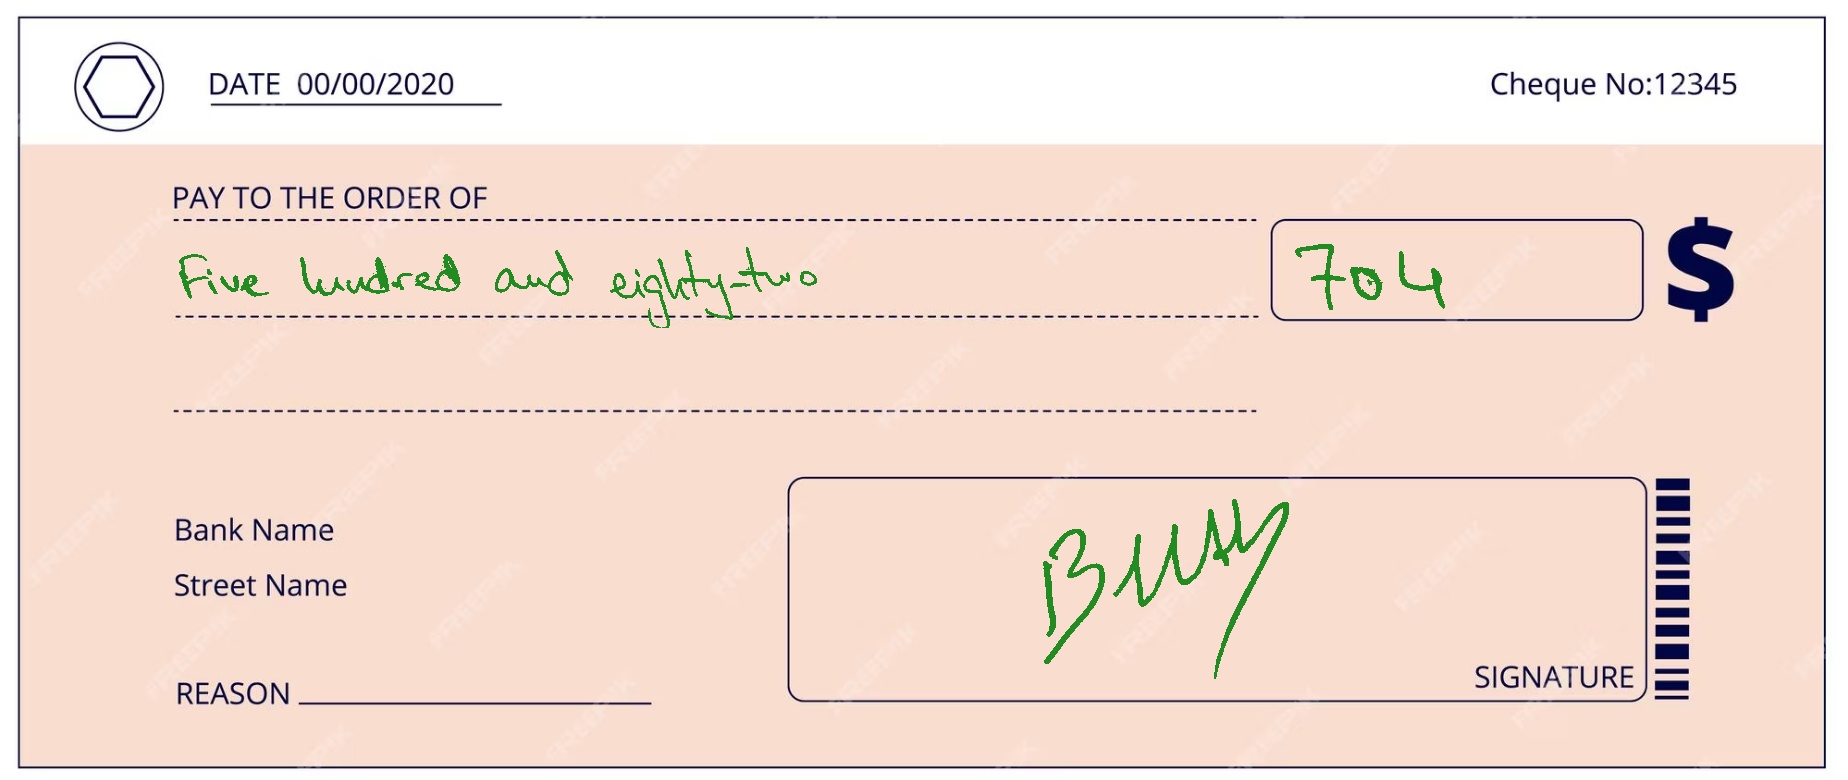 DATE 00/00/2020
Cheque No:12345
PAY TO THE ORDER OF
Five hundred and eighty-two
704
$
Bank Name
Street Name
REASON
SIGNATURE